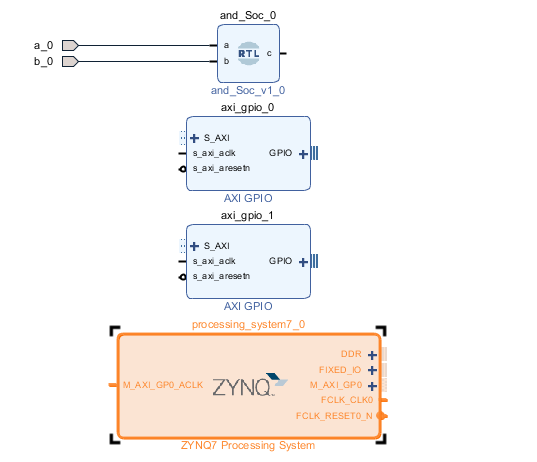 and_Soc_0
a_0
a
RTL
c
b_0
b
and_Soc_v1_0
axi_gpio_0
S_AXI
s_axi_aclk
GPIO
s_axi_aresetn
AXI GPIO
axi_gpio_1
S_AXI
s_axi_aclk
GPIO
s_axi_aresetn
AXI GPIO
processing_system7_0
DDR
FIXED_IO
M_AXI_GP0_ACLK
ZYNQ
M_AXI_GP0
FCLK_CLK0
FCLK_RESET0_N
ZYNQ7 Processing System